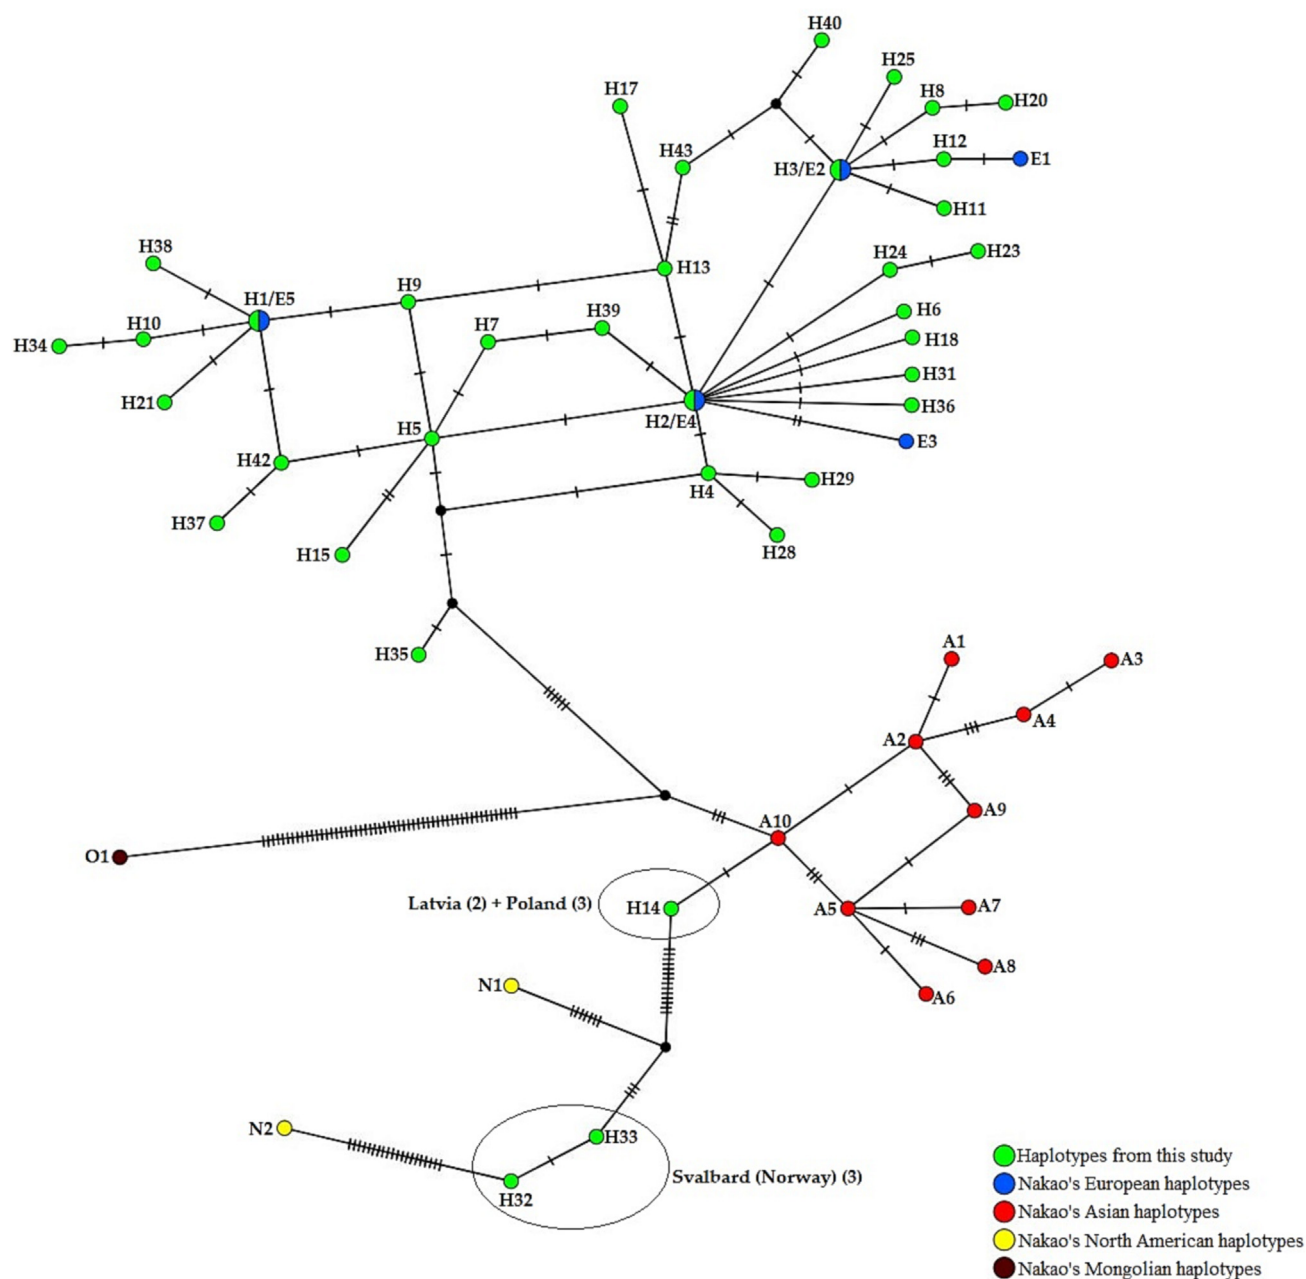 H40
H25
H17
H8
H20
H43
H12
E1
H3/E2
H11
H38
H24
H23
H9
H13
H1/E5
H7
H39
H6
H10
H34
H18
H31
H21
H36
H5
H2/E4
E3
H42
H4
H29
H37
H15
H28
H35
A1
A3
A4
A2
A9
A10
O1
Latvia (2) + Poland (3)
H14
A5
A7
A8
A6
N1
N2
H33
Svalbard (Norway) (3)
H32
Haplotypes from this study
Nakao's European haplotypes
Nakao's Asian haplotypes
Nakao's North American haplotypes
Nakao's Mongolian haplotypes